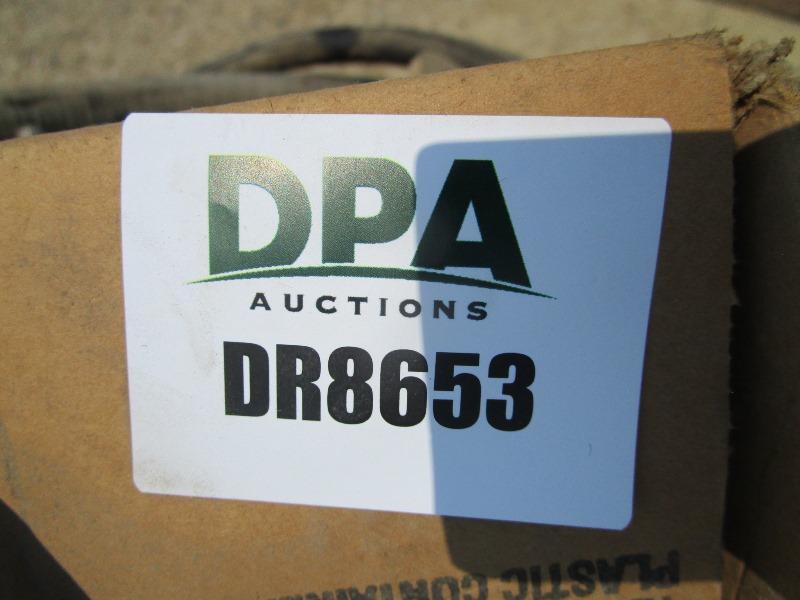 DPA
AUCTIONS
DR8653
PLASTIC